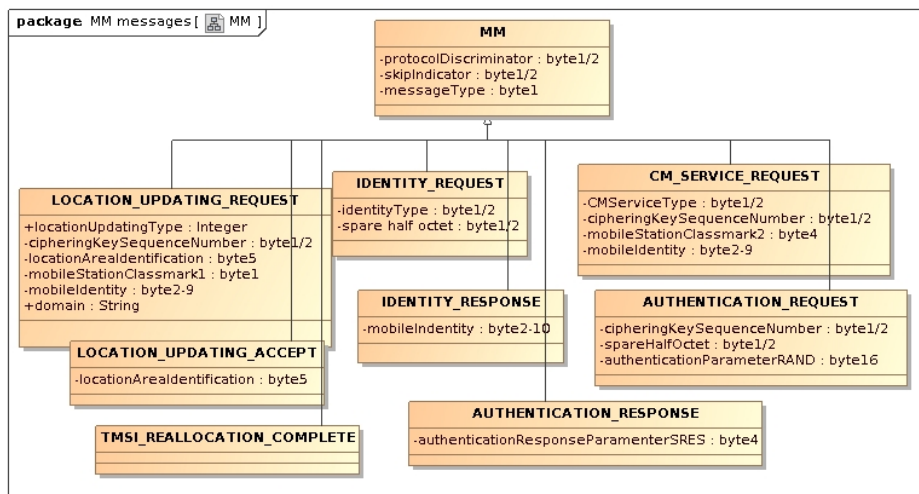 package MM messages [ MM ]
MM
-protocolDiscriminator : byte1/2
-skipIndicator : byte1/2
-messageType : byte1
LOCATION_UPDATING_REQUEST
+locationUpdatingType : Integer
-cipheringKeySequenceNumber : byte1/2
-locationAreaIdentification : byte5
-mobileStationClassmark1 : byte1
-mobileIdentity : byte2-9
+domain : String
IDENTITY_REQUEST
-identityType : byte1/2
-spare half octet : byte1/2
CM_SERVICE_REQUEST
-CMServiceType : byte1/2
-cipheringKeySequenceNumber : byte1/2
-mobileStationClassmark2 : byte4
-mobileIdentity : byte2-9
IDENTITY_RESPONSE
-mobileIndentity : byte2-10
AUTHENTICATION_REQUEST
-cipheringKeySequenceNumber : byte1/2
-spareHalfOctet : byte1/2
-authenticationParameterRAND : byte16
LOCATION_UPDATING_ACCEPT
-locationAreaIdentification : byte5
AUTHENTICATION_RESPONSE
-authenticationResponseParamenterSRES : byte4
TMSI_REALLOCATION_COMPLETE